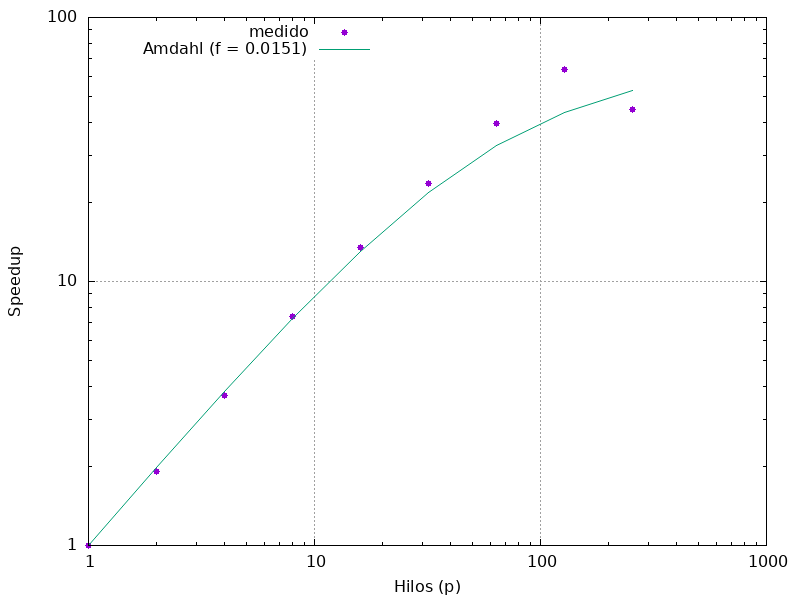 100
medido
Amdahl (f = 0.0151)
Speedup
10
1
1 10 100 1000
Hilos (p)